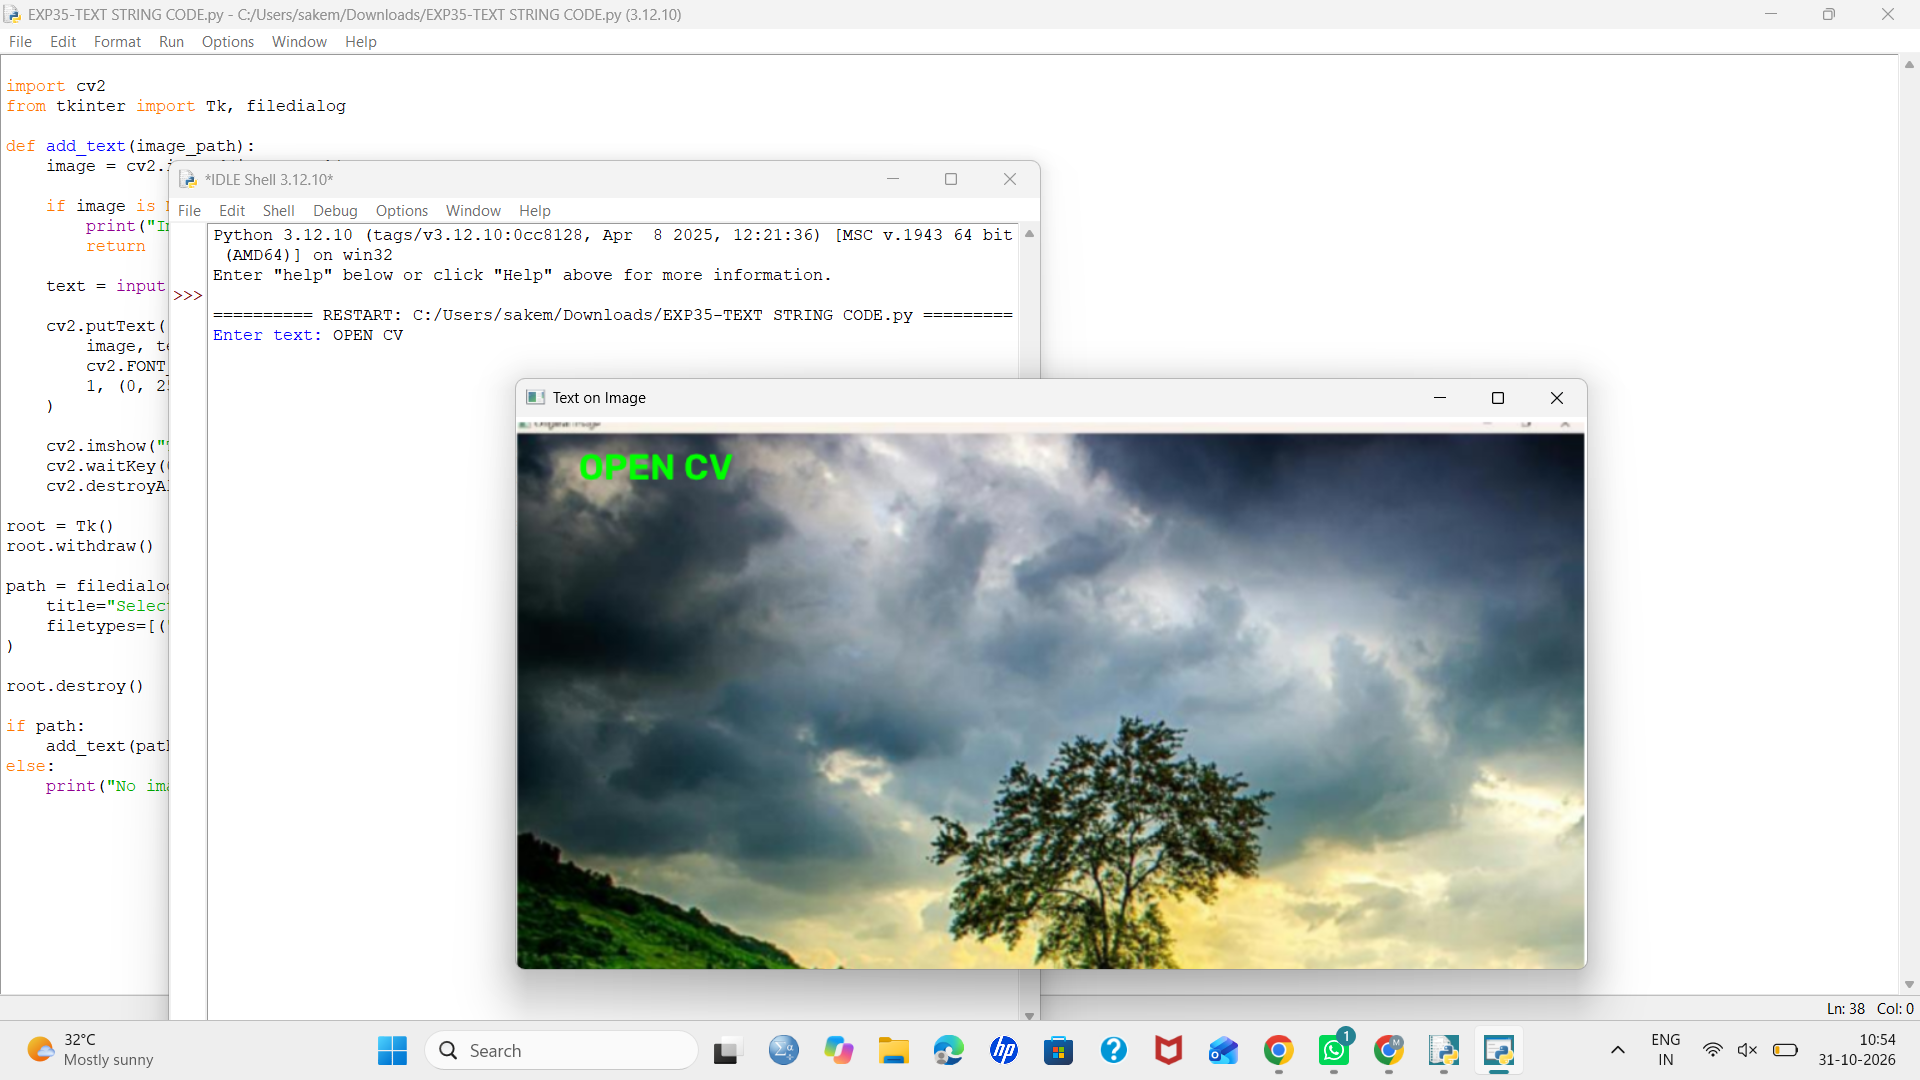 EXP35-TEXT STRING CODE.py - C:/Users/sakem/Downloads/EXP35-TEXT STRING CODE.py (3.12.10)
File Edit Format Run Options Window Help
import cv2
from tkinter import Tk, filedialog
def add_text(image_path):
image = cv2.
if image is
print("I
return
text = input
cv2.putText(
image, t
cv2.FONT
1, (0, 2
)
cv2.imshow("
cv2.waitKey(
cv2.destroyA
root = Tk()
root.withdraw()
path = filedialo
title="Selec
filetypes=[(
)
root.destroy()
if path:
add_text(pat
else:
print("No im
*IDLE Shell 3.12.10*
File Edit Shell Debug Options Window Help
Python 3.12.10 (tags/v3.12.10:0cc8128, Apr 8 2025, 12:21:36) [MSC v.1943 64 bit
(AMD64)] on win32
Enter "help" below or click "Help" above for more information.
>>>
========== RESTART: C:/Users/sakem/Downloads/EXP35-TEXT STRING CODE.py =========
Enter text: OPEN CV
Text on Image
OPEN CV
Ln: 38 Col: 0
32°C
Mostly sunny
Search
hp
1
M
ENG
IN
10:54
31-10-2026